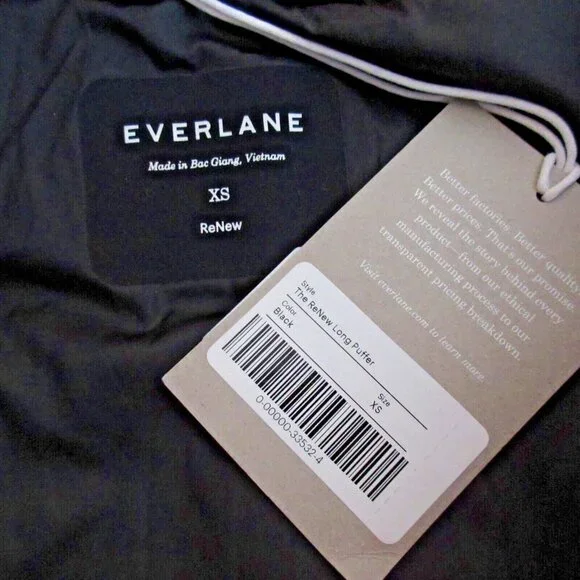 EVERLANE
Made in Bac Giang, Vietnam
XS
ReNew
Better factories. Better quality.
Better prices. That's our promise.
We reveal the story behind every
product—from our ethical
manufacturing process to our
transparent pricing breakdown
Visit everlane.com to learn more.
Style
The ReNew Long Puffer
Color
Black
Size
XS
0-00000-33532-4